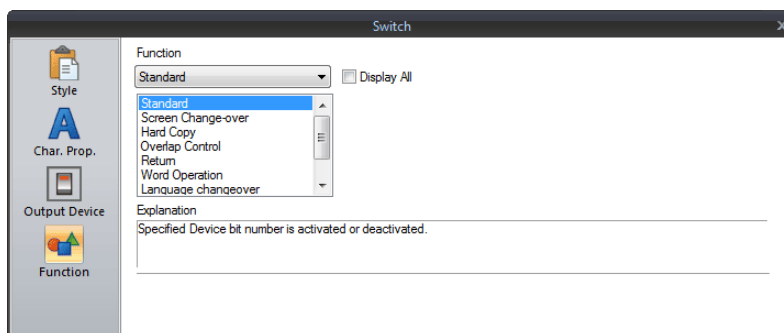 Switch
Style
Char. Prop.
Output Device
Function
Function
Standard
Display All
Standard
Screen Change-over
Hard Copy
Overlap Control
Return
Word Operation
Language changeover
Explanation
Specified Device bit number is activated or deactivated.